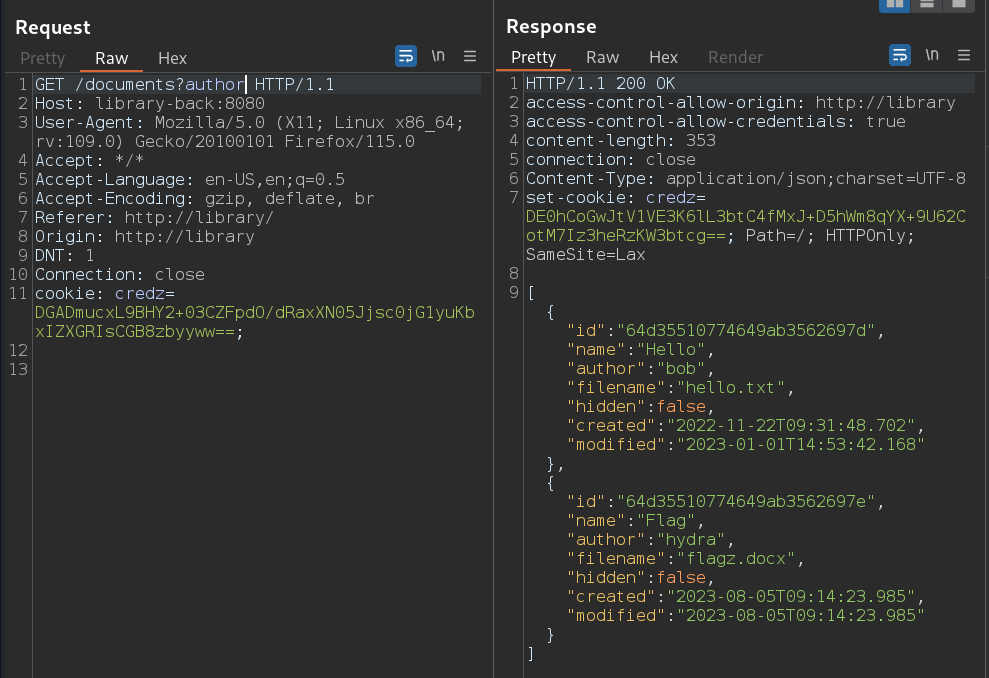 Request
Pretty Raw Hex \n
1 GET /documents?author HTTP/1.1
2 Host: library-back:8080
3 User-Agent: Mozilla/5.0 (X11; Linux x86_64;
rv:109.0) Gecko/20100101 Firefox/115.0
4 Accept: */*
5 Accept-Language: en-US,en;q=0.5
6 Accept-Encoding: gzip, deflate, br
7 Referer: http://library/
8 Origin: http://library
9 DNT: 1
10 Connection: close
11 cookie: credz=
DGADmucxL9BHY2+03CZFpdO/dRaxXN05Jjsc0jG1yuKb
xIZXGRIsCGB8zbyyww==;
12
13
Response
Pretty Raw Hex Render \n
1 HTTP/1.1 200 OK
2 access-control-allow-origin: http://library
3 access-control-allow-credentials: true
4 content-length: 353
5 connection: close
6 Content-Type: application/json;charset=UTF-8
7 set-cookie: credz=
DE0hCoGwJtV1VE3K6lL3btC4fMxJ+D5hWm8qYX+9U62C
otM7Iz3heRzKW3btcg==; Path=/; HTTPOnly;
SameSite=Lax
8
9 [
{
"id":"64d35510774649ab3562697d",
"name":"Hello",
"author":"bob",
"filename":"hello.txt",
"hidden":false,
"created":"2022-11-22T09:31:48.702",
"modified":"2023-01-01T14:53:42.168"
},
{
"id":"64d35510774649ab3562697e",
"name":"Flag",
"author":"hydra",
"filename":"flagz.docx",
"hidden":false,
"created":"2023-08-05T09:14:23.985",
"modified":"2023-08-05T09:14:23.985"
}
]